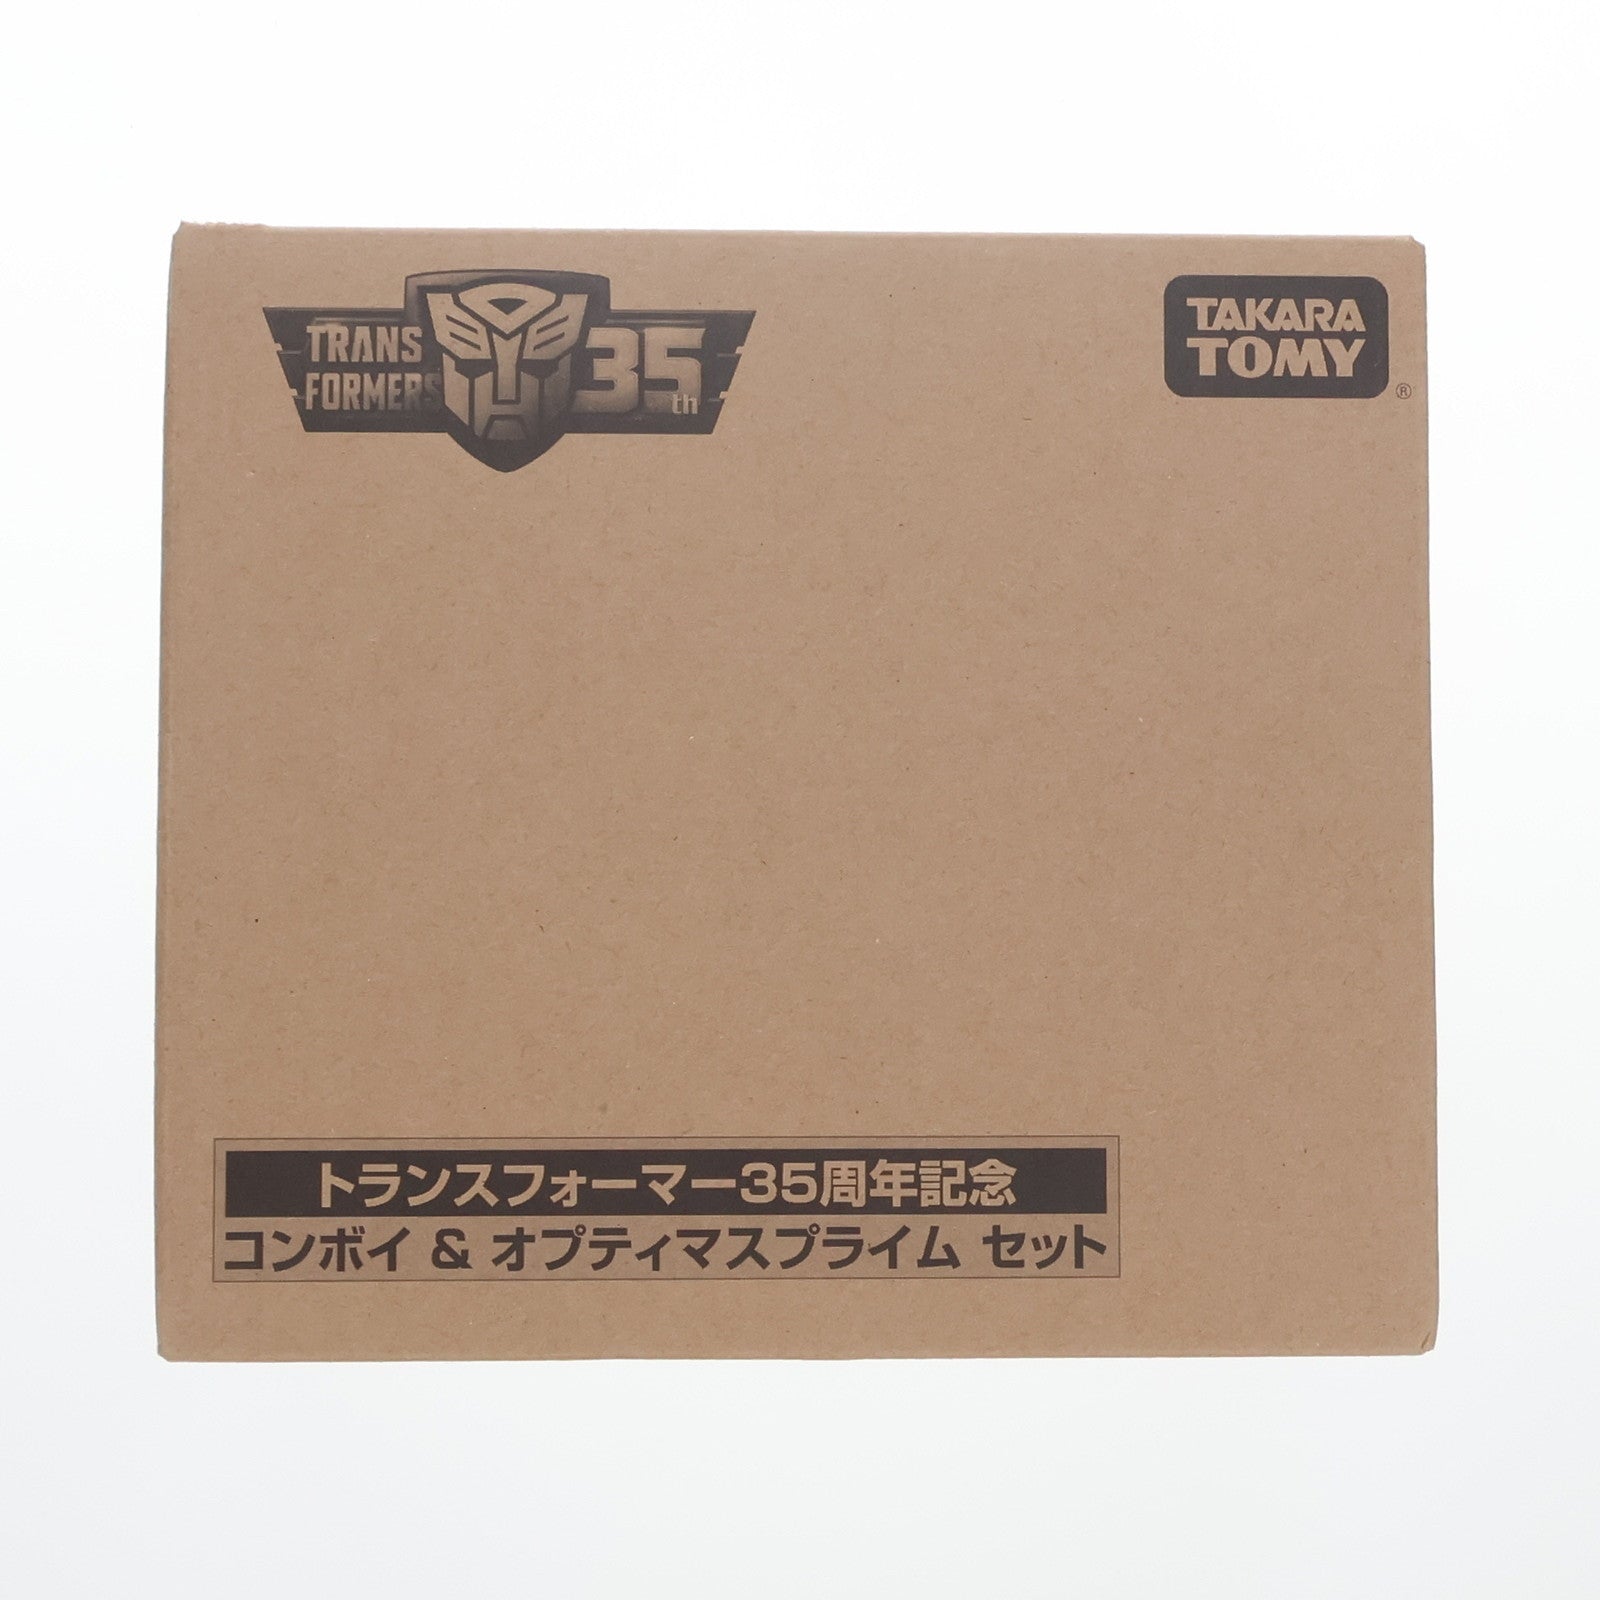 TRANS
FORMERS
35th
TAKARA
TOMY
®
トランスフォーマー35周年記念
コンボイ & オプティマスプライム セット